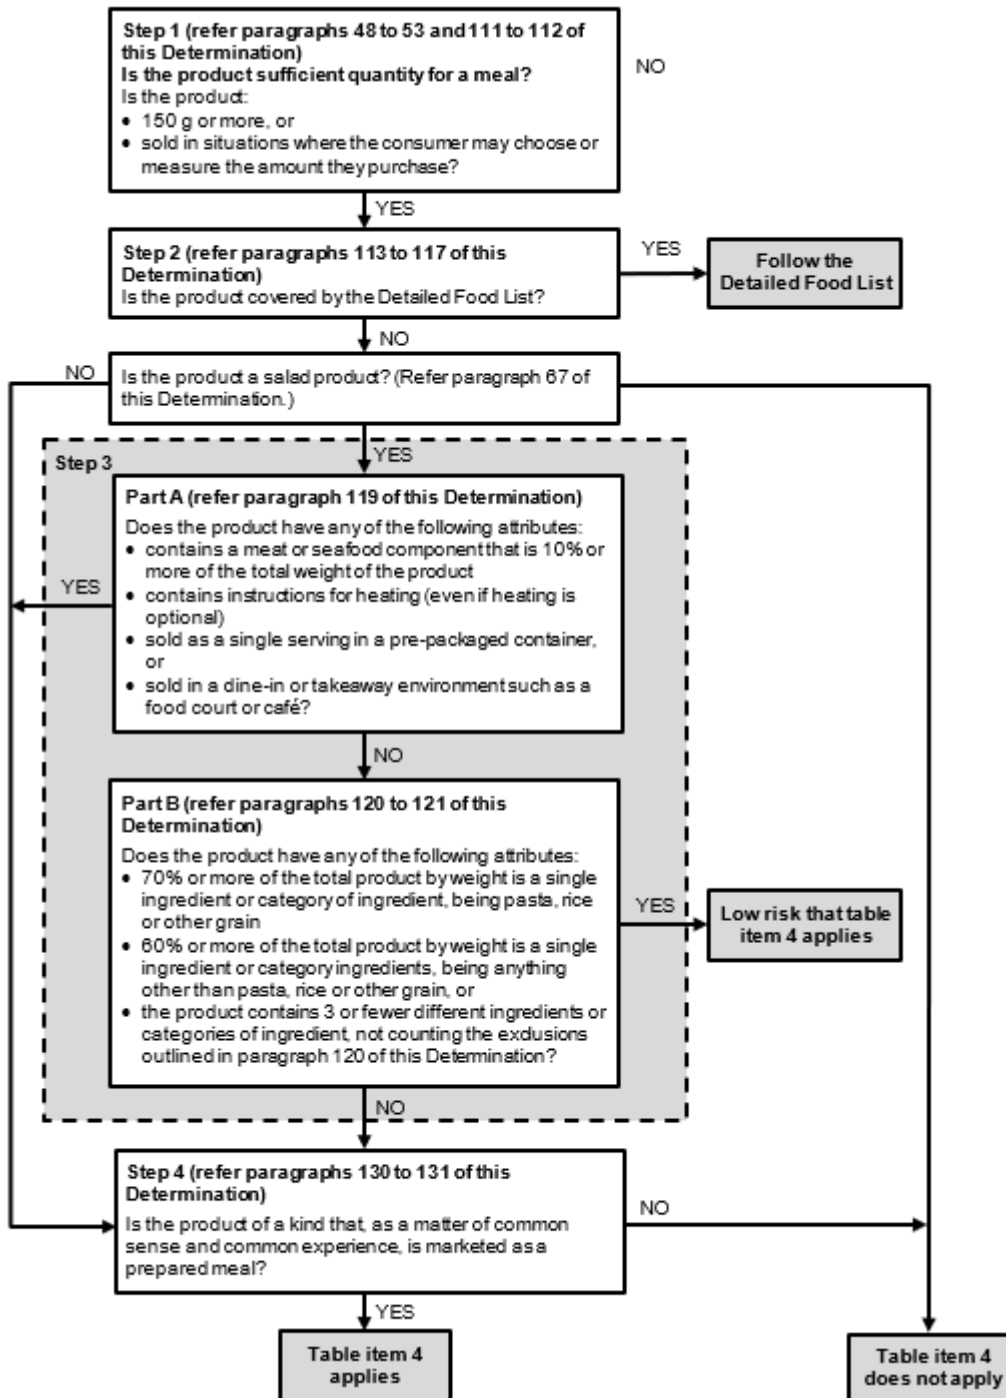 Step 1 (refer paragraphs 48 to 53 and 111 to 112 of
this Determination)
Is the product sufficient quantity for a meal?
Is the product:
• 150 g or more, or
• sold in situations where the consumer may choose or
measure the amount they purchase?
NO
YES
Step 2 (refer paragraphs 113 to 117 of this
Determination)
Is the product covered by the Detailed Food List?
YES
Follow the
Detailed Food List
NO
NO
Is the product a salad product? (Refer paragraph 67 of
this Determination.)
YES
Step 3
Part A (refer paragraph 119 of this Determination)
Does the product have any of the following attributes:
• contains a meat or seafood component that is 10% or
more of the total weight of the product
• contains instructions for heating (even if heating is
optional)
• sold as a single serving in a pre-packaged container,
or
• sold in a dine-in or takeaway environment such as a
food court or café?
YES
NO
Part B (refer paragraphs 120 to 121 of this
Determination)
Does the product have any of the following attributes:
• 70% or more of the total product by weight is a single
ingredient or category of ingredient, being pasta, rice
or other grain
• 60% or more of the total product by weight is a single
ingredient or category ingredients, being anything
other than pasta, rice or other grain, or
• the product contains 3 or fewer different ingredients or
categories of ingredient, not counting the exclusions
outlined in paragraph 120 of this Determination?
YES
Low risk that table
item 4 applies
NO
Step 4 (refer paragraphs 130 to 131 of this
Determination)
Is the product of a kind that, as a matter of common
sense and common experience, is marketed as a
prepared meal?
NO
YES
Table item 4
applies
Table item 4
does not apply